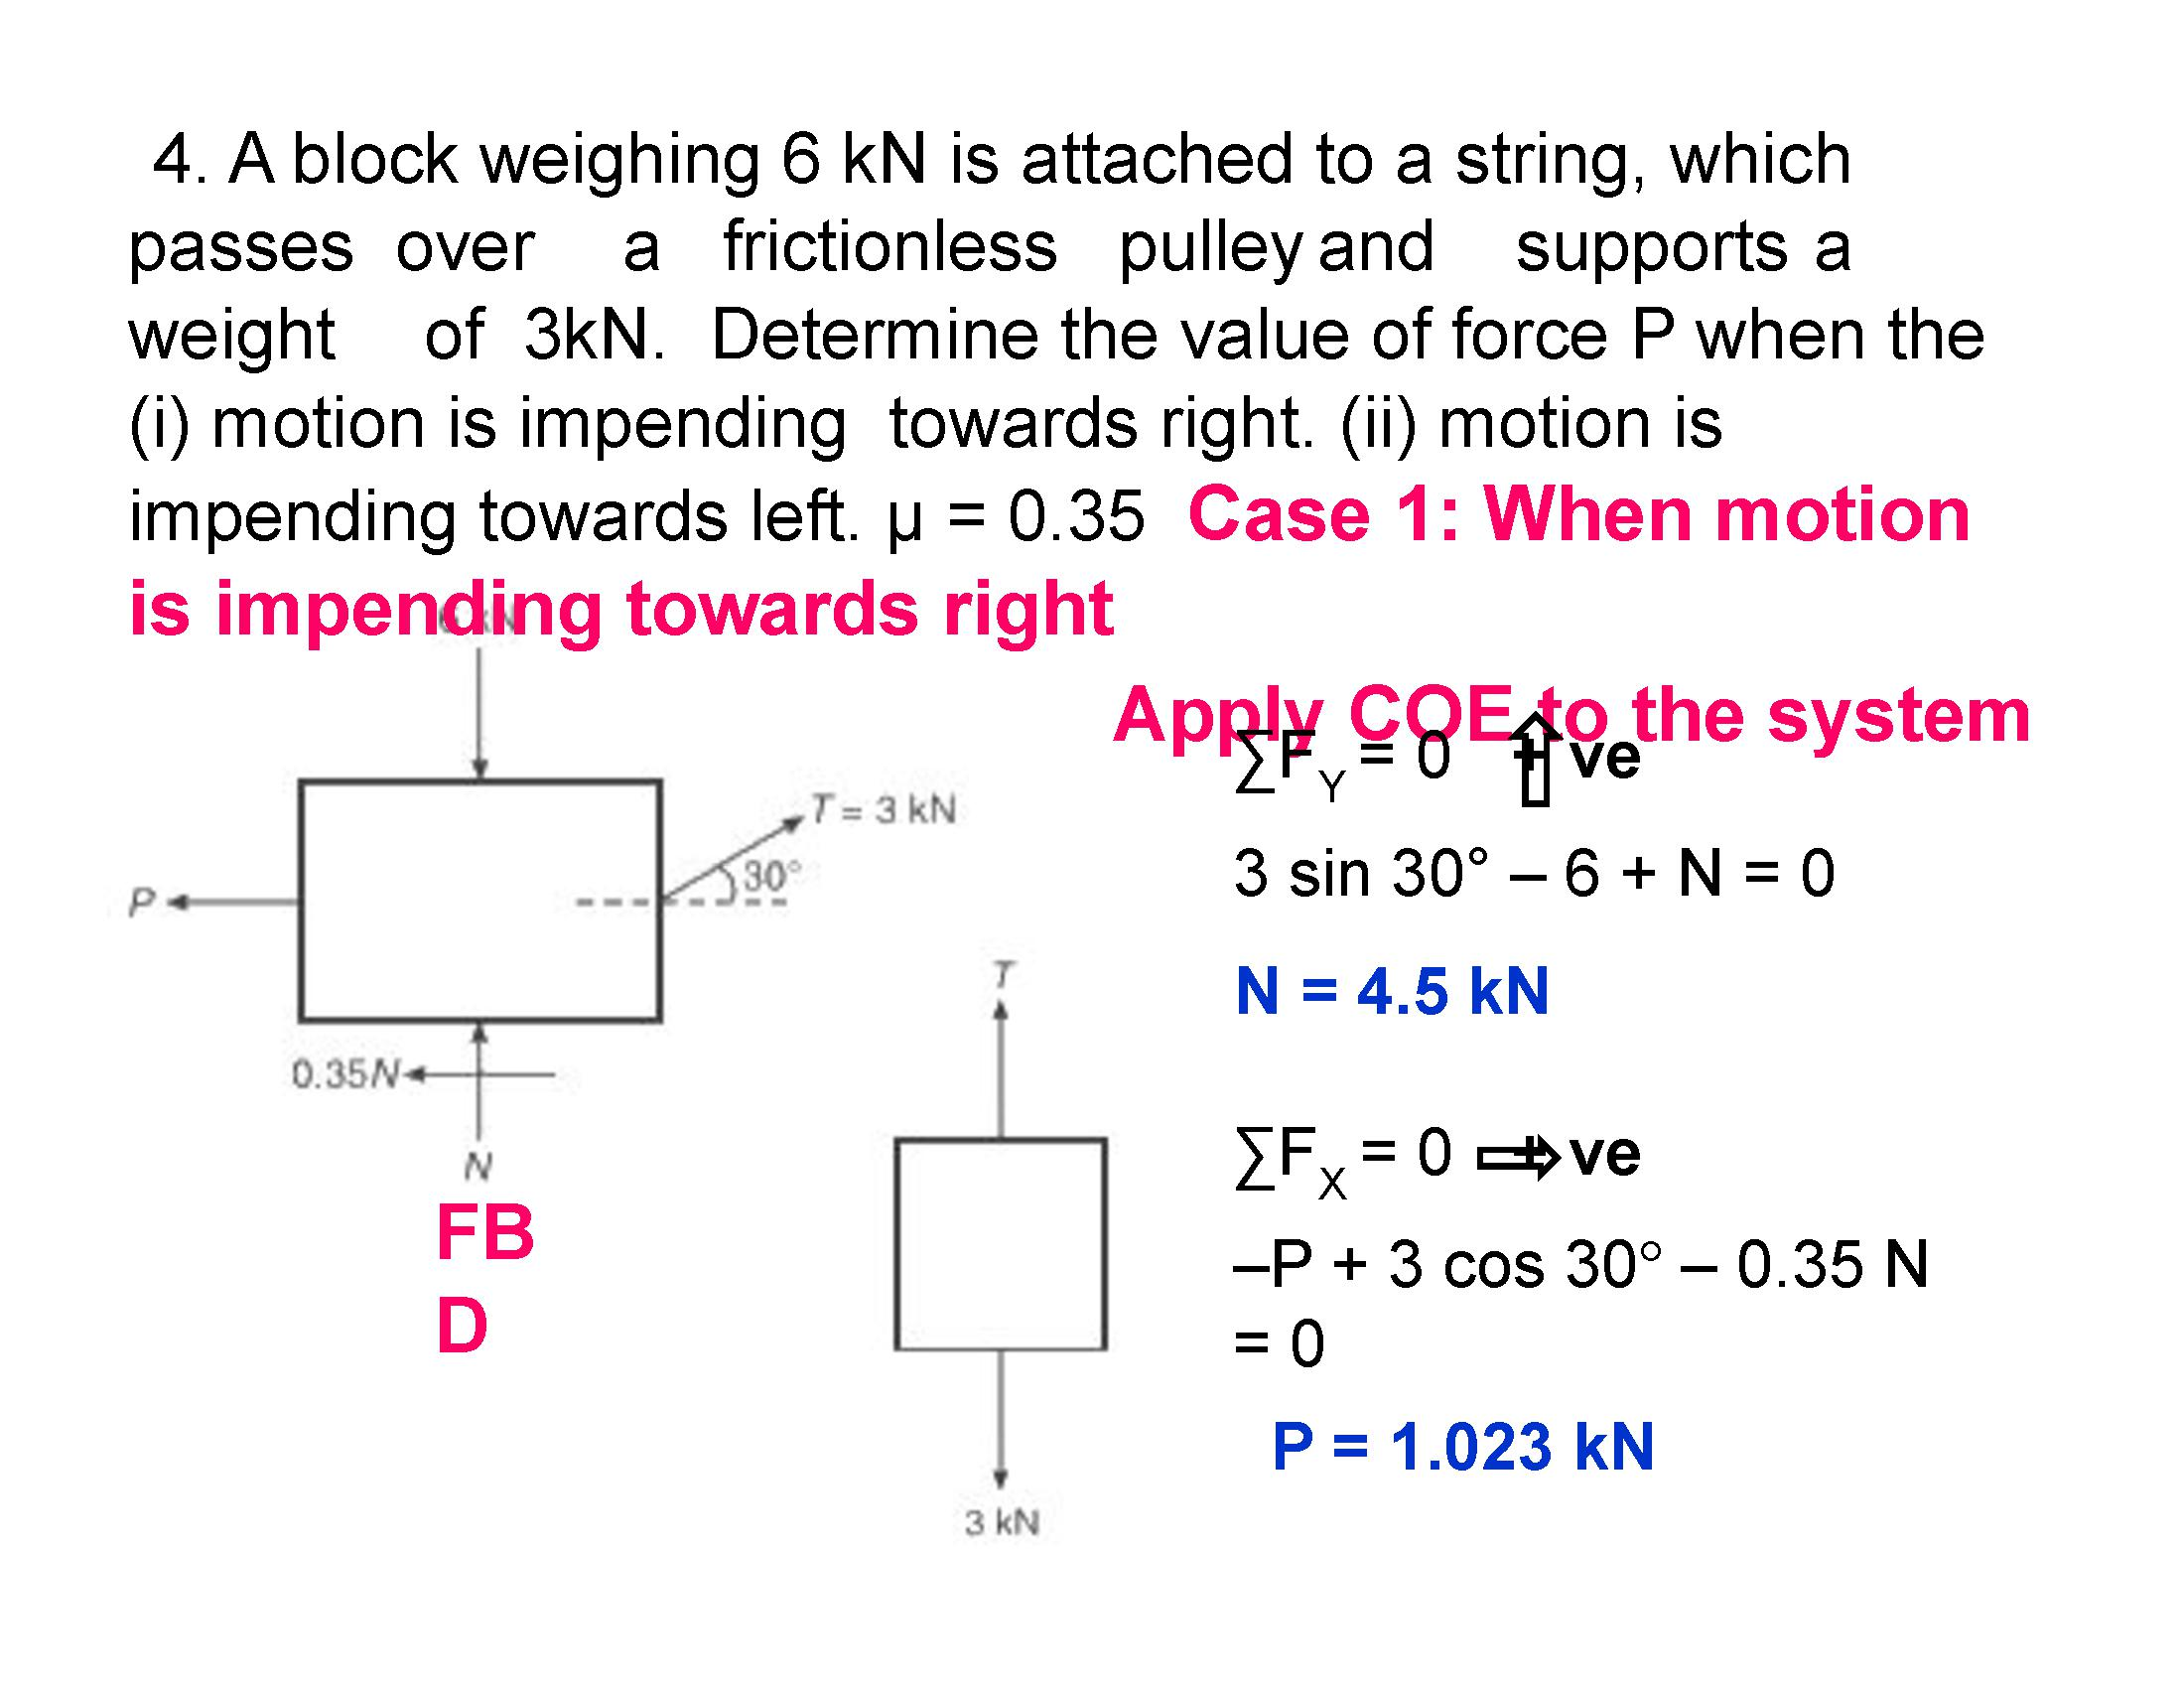 4. A block weighing 6 kN is attached to a string, which
passes over a frictionless pulley and supports a
weight of 3kN. Determine the value of force P when the
(i) motion is impending towards right. (ii) motion is
impending towards left. μ = 0.35 Case 1: When motion
is impending towards right
6 kN
Apply COE to the system
∑F_Y = 0 + ve
T = 3 kN
3 sin 30° – 6 + N = 0
30°
P
T
N = 4.5 kN
0.35N
∑F_X = 0 + ve
N
FB
–P + 3 cos 30° – 0.35 N
D
= 0
P = 1.023 kN
3 kN